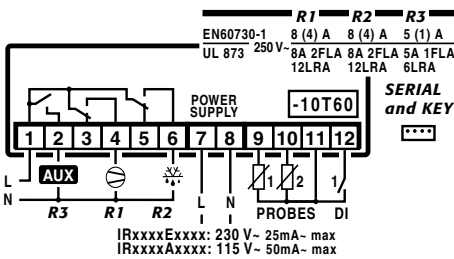 R1 R2 R3
EN60730-1 250 V~ 8 (4) A 8 (4) A 5 (1) A
UL 873 8A 2FLA 8A 2FLA 5A 1FLA
12LRA 12LRA 6LRA
SERIAL
and KEY
POWER
SUPPLY
-10T60
1 2 3 4 5 6 7 8 9 10 11 12
L AUX 1 2 1
N
R3 R1 R2 L N PROBES DI
IRxxxxExxxx: 230 V~ 25mA~ max
IRxxxxAxxxx: 115 V~ 50mA~ max